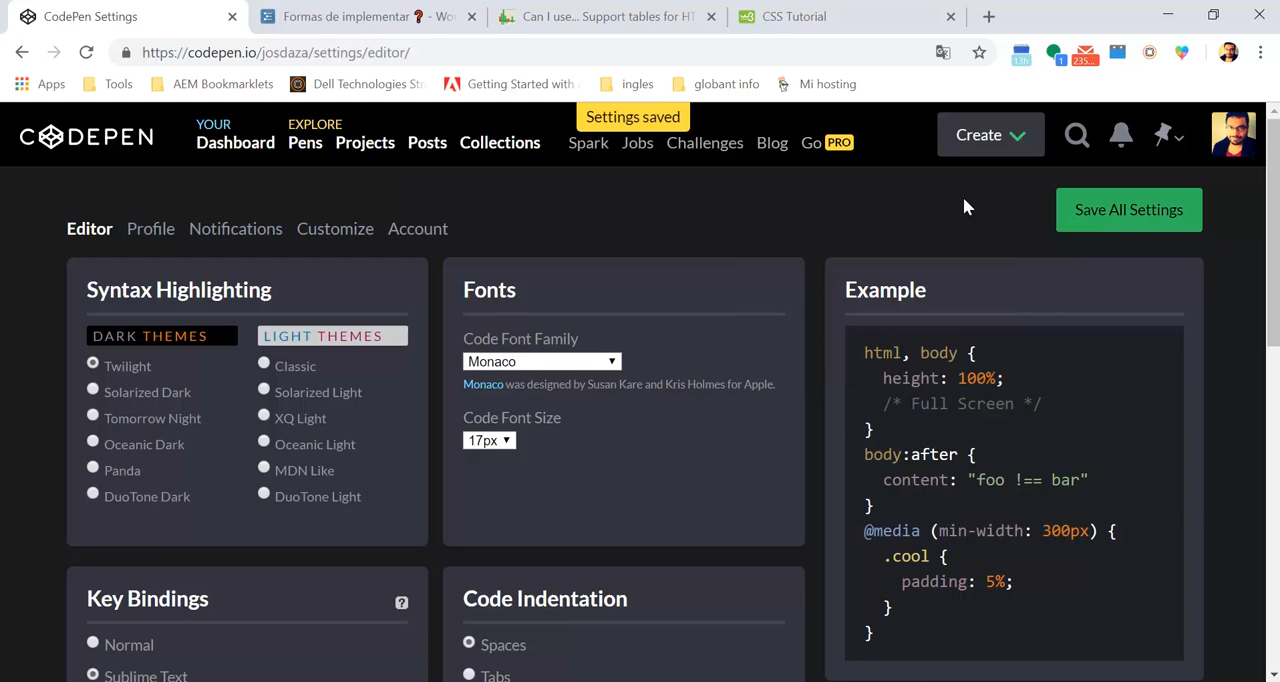 CodePen Settings
Formas de implementar❓ - Wo
Can I use... Support tables for HT
CSS Tutorial
https://codepen.io/josdaza/settings/editor/
13h
1
235...
Apps
Tools
AEM Bookmarklets
Dell Technologies Str
Getting Started with
ingles
globant info
Mi hosting
CODEPEN
YOUR
Dashboard
EXPLORE
Pens Projects Posts Collections
Settings saved
Spark Jobs Challenges Blog Go PRO
Create
Save All Settings
Editor Profile Notifications Customize Account
Syntax Highlighting
DARK THEMES
Twilight
Solarized Dark
Tomorrow Night
Oceanic Dark
Panda
DuoTone Dark
LIGHT THEMES
Classic
Solarized Light
XQ Light
Oceanic Light
MDN Like
DuoTone Light
Fonts
Code Font Family
Monaco
Monaco was designed by Susan Kare and Kris Holmes for Apple.
Code Font Size
17px
Example
html, body {
height: 100%;
/* Full Screen */
}
body:after {
content: "foo !== bar"
}
@media (min-width: 300px) {
.cool {
padding: 5%;
}
}
Key Bindings
?
Normal
Sublime Text
Code Indentation
Spaces
Tabs